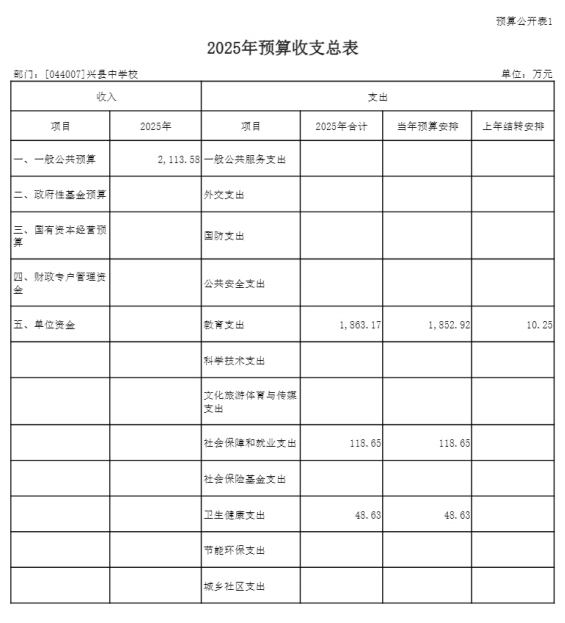 预算公开表1
2025年预算收支总表
部门：[044007]兴县中学校 单位：万元
收入 支出
项目 2025年 项目 2025年合计 当年预算安排 上年结转安排
一、一般公共预算 2,113.58 一般公共服务支出
二、政府性基金预算 外交支出
三、国有资本经营预
算 国防支出
四、财政专户管理资
金 公共安全支出
五、单位资金 教育支出 1,863.17 1,852.92 10.25
科学技术支出
文化旅游体育与传媒
支出
社会保障和就业支出 118.65 118.65
社会保险基金支出
卫生健康支出 48.63 48.63
节能环保支出
城乡社区支出